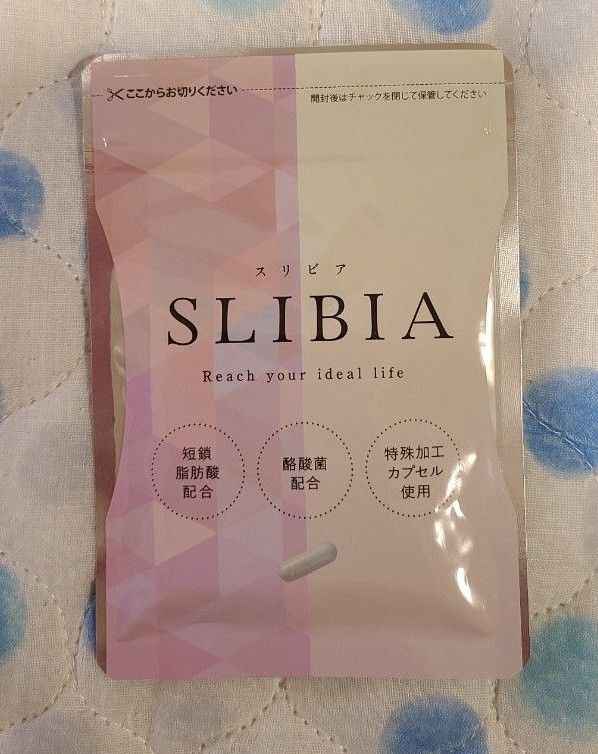 ここからお切りください
開封後はチャックを閉じて保管してください
スリビア
SLIBIA
Reach your ideal life
短鎖
脂肪酸
配合
酪酸菌
配合
特殊加工
カプセル
使用